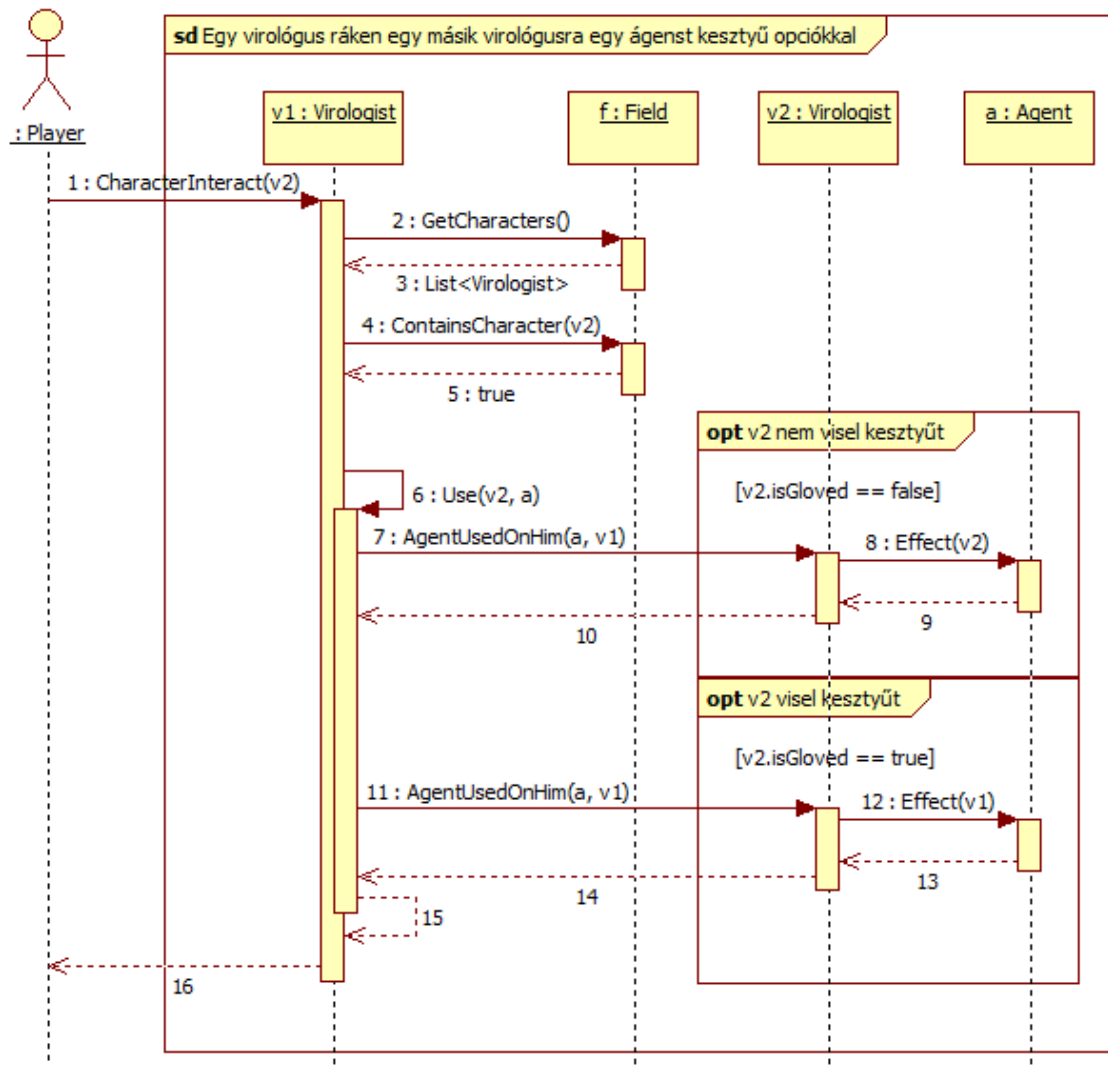 sd Egy virológus ráken egy másik virológusra egy ágenst kesztyű opciókkal
: Player
v1 : Virologist
f : Field
v2 : Virologist
a : Agent
1 : CharacterInteract(v2)
2 : GetCharacters()
3 : List<Virologist>
4 : ContainsCharacter(v2)
5 : true
opt v2 nem visel kesztyűt
[v2.isGloved == false]
6 : Use(v2, a)
7 : AgentUsedOnHim(a, v1)
8 : Effect(v2)
9
10
opt v2 visel kesztyűt
[v2.isGloved == true]
11 : AgentUsedOnHim(a, v1)
12 : Effect(v1)
13
14
15
16